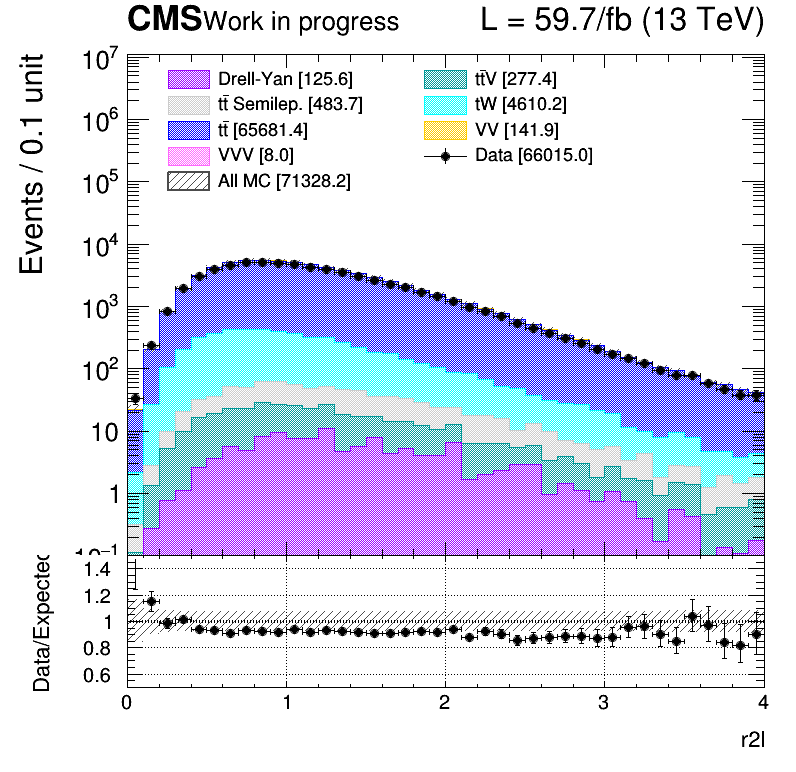 CMS Work in progress L = 59.7/fb (13 TeV)
Events / 0.1 unit
10⁷
10⁶
10⁵
10⁴
10³
10²
10
1
10⁻¹
Drell-Yan [125.6]
tt̄V [277.4]
tt̄ Semilep. [483.7]
tW [4610.2]
tt̄ [65681.4]
VV [141.9]
VVV [8.0]
Data [66015.0]
All MC [71328.2]
Data/Expected
1.4
1.2
1
0.8
0.6
0 1 2 3 4
r2l